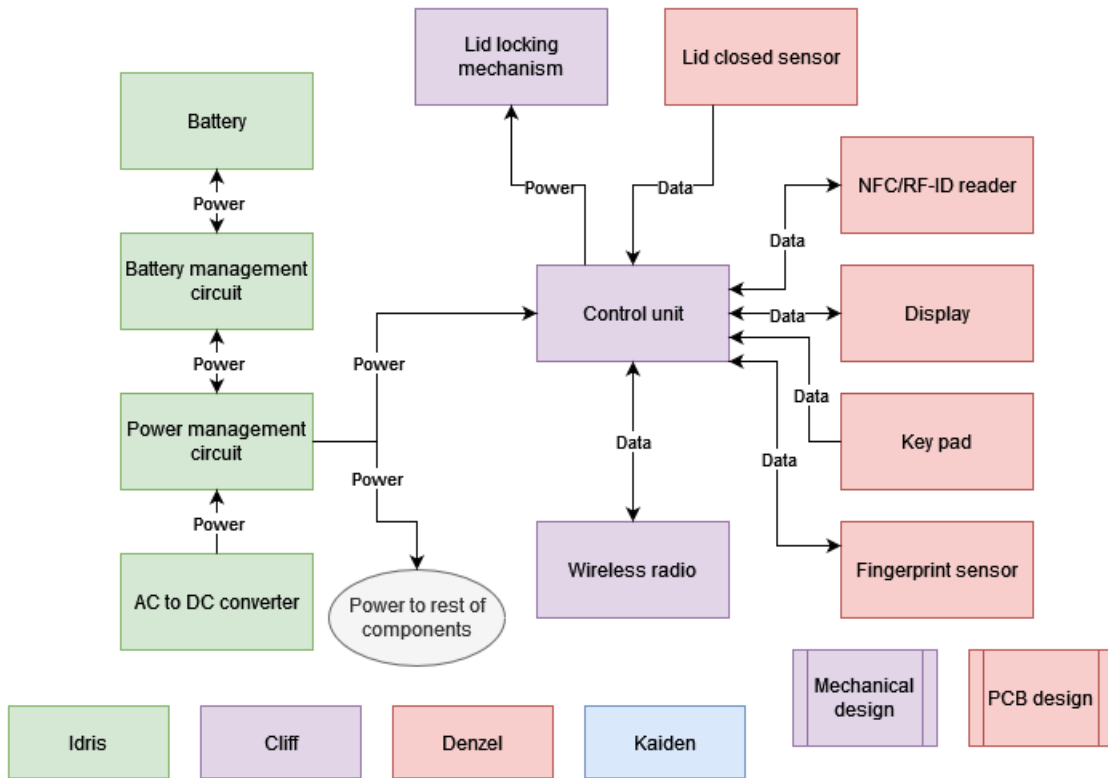 Lid locking
mechanism
Lid closed sensor
Battery
NFC/RF-ID reader
Power
Data
Power
Data
Battery management
circuit
Control unit
Data
Display
Power
Power
Data
Power management
circuit
Data
Key pad
Data
Power
Data
Power
AC to DC converter
Wireless radio
Fingerprint sensor
Power to rest of
components
Mechanical
design
PCB design
Idris
Cliff
Denzel
Kaiden